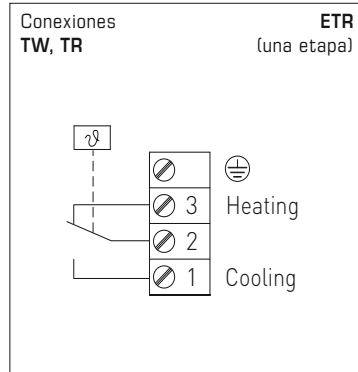 Conexiones ETR
TW, TR (una etapa)
ϑ
3 Heating
2
1 Cooling